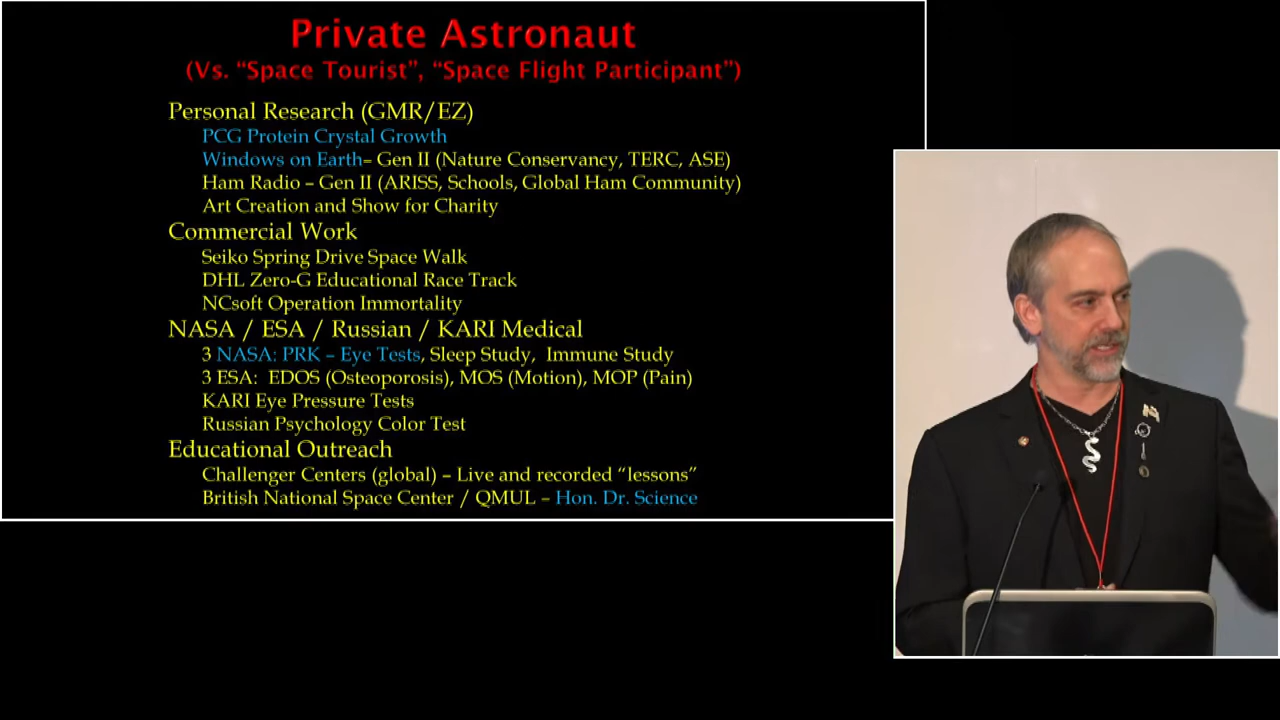 Private Astronaut
(Vs. “Space Tourist”, “Space Flight Participant”)
Personal Research (GMR/EZ)
PCG Protein Crystal Growth
Windows on Earth= Gen II (Nature Conservancy, TERC, ASE)
Ham Radio – Gen II (ARISS, Schools, Global Ham Community)
Art Creation and Show for Charity
Commercial Work
Seiko Spring Drive Space Walk
DHL Zero-G Educational Race Track
NCsoft Operation Immortality
NASA / ESA / Russian / KARI Medical
3 NASA: PRK – Eye Tests, Sleep Study, Immune Study
3 ESA: EDOS (Osteoporosis), MOS (Motion), MOP (Pain)
KARI Eye Pressure Tests
Russian Psychology Color Test
Educational Outreach
Challenger Centers (global) – Live and recorded “lessons”
British National Space Center / QMUL – Hon. Dr. Science